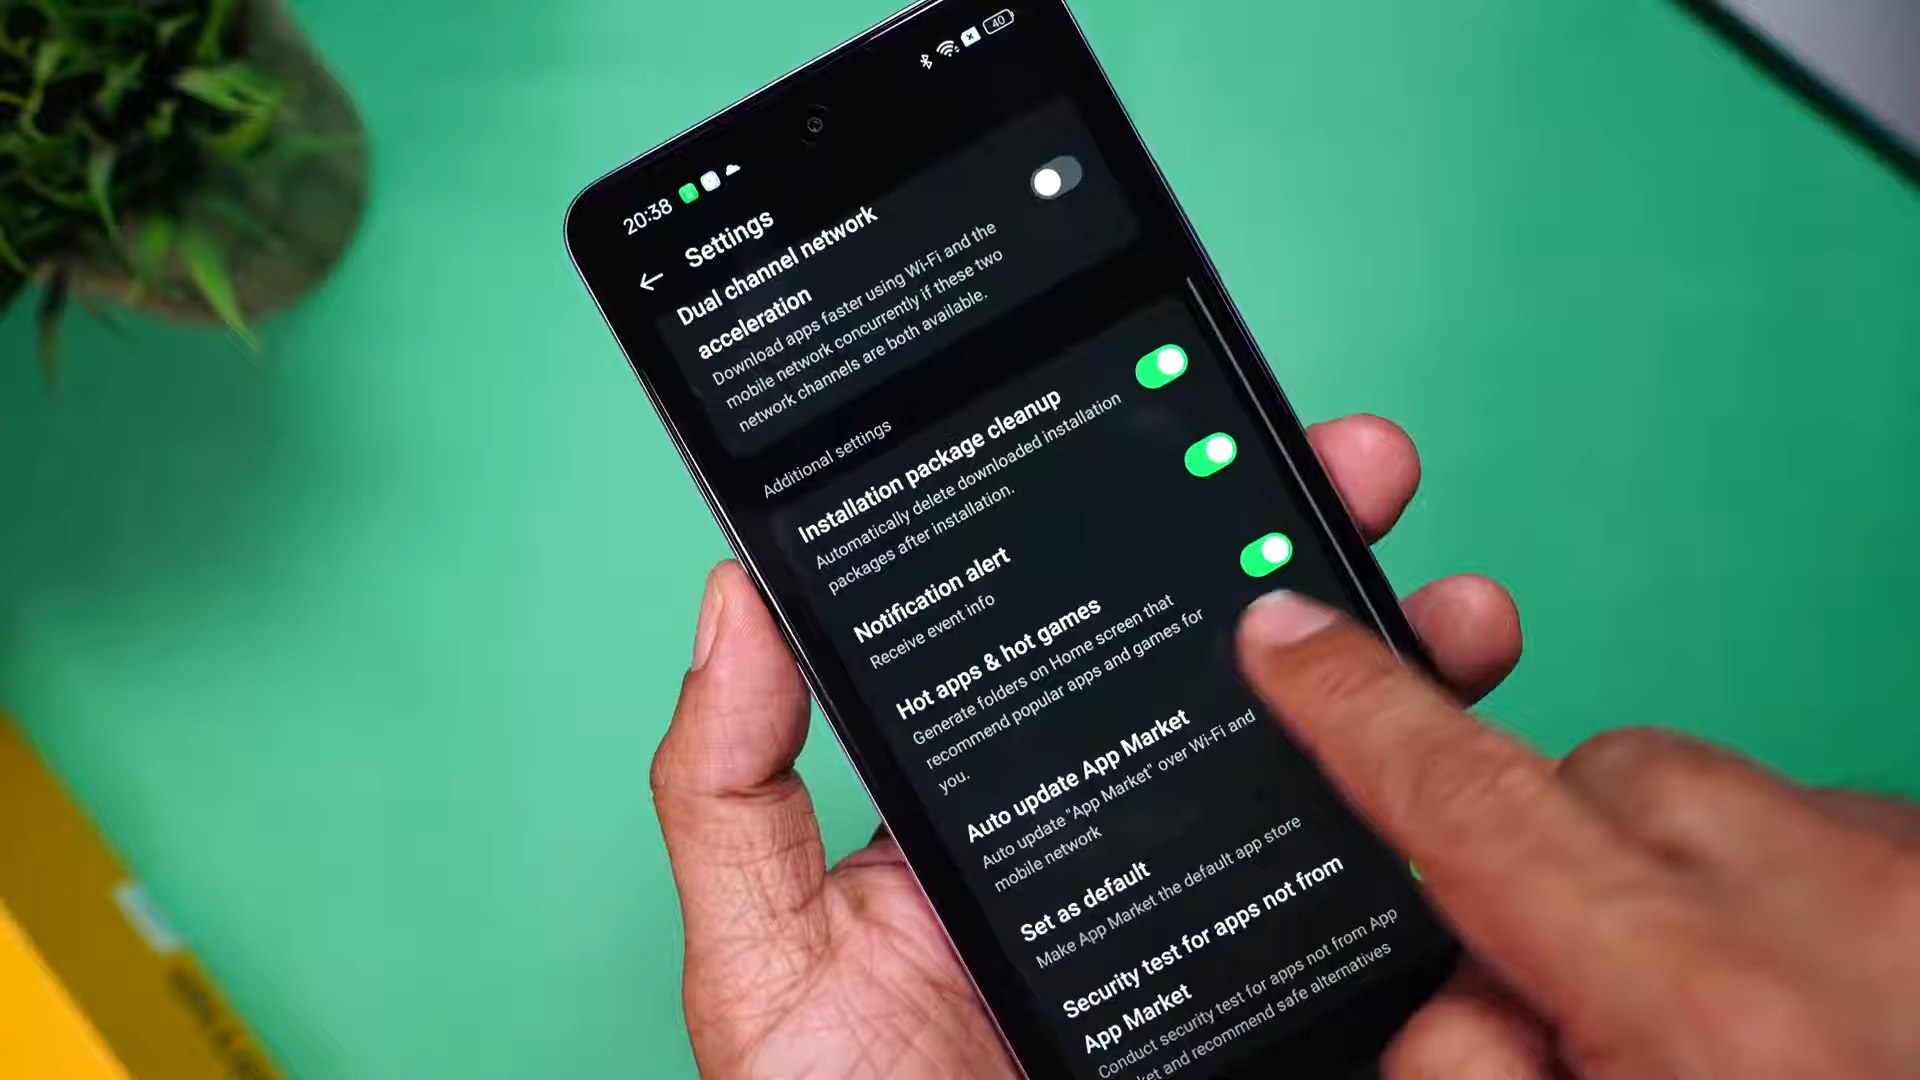 40
20:38
Settings
Dual channel network
acceleration
Download apps faster using Wi-Fi and the
mobile network concurrently if these two
network channels are both available.
Additional settings
Installation package cleanup
Automatically delete downloaded installation
packages after installation.
Notification alert
Receive event info
Hot apps & hot games
Generate folders on Home screen that
recommend popular apps and games for
you.
Auto update App Market
Auto update "App Market" over Wi-Fi and
mobile network
Set as default
Make App Market the default app store
Security test for apps not from
App Market
Conduct security test for apps not from App
and recommend safe alternatives